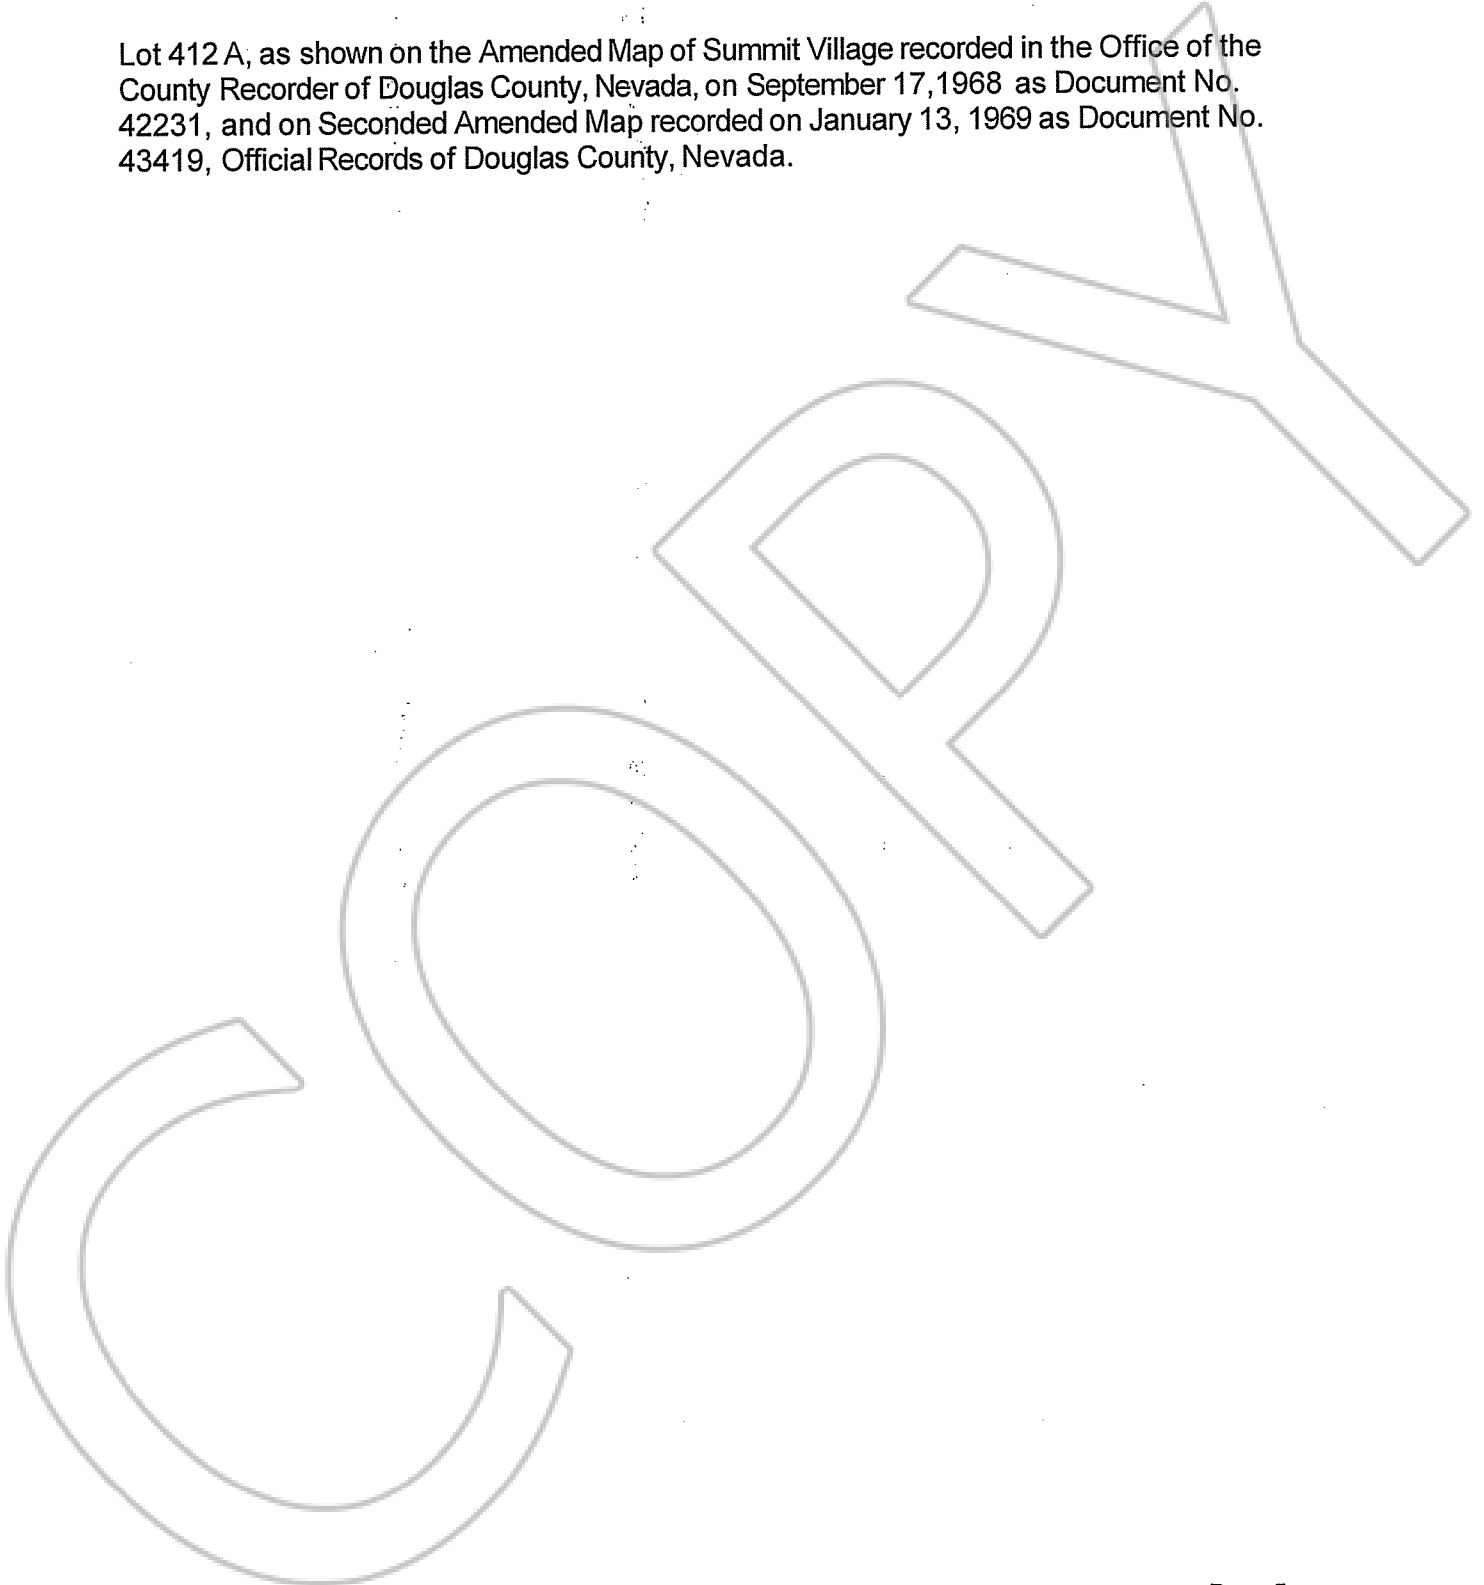 Lot 412 A, as shown on the Amended Map of Summit Village recorded in the Office of the
County Recorder of Douglas County, Nevada, on September 17,1968 as Document No.
42231, and on Seconded Amended Map recorded on January 13, 1969 as Document No.
43419, Official Records of Douglas County, Nevada.
COPY